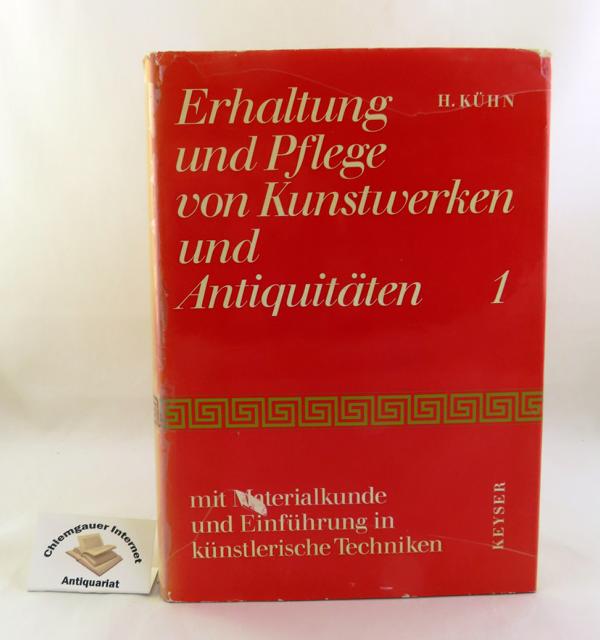 Erhaltung H. KÜHN
und Pflege
von Kunstwerken
und
Antiquitäten 1
mit Materialkunde
und Einführung in
künstlerische Techniken
KEYSER
Chiemgauer Internet
Antiquariat